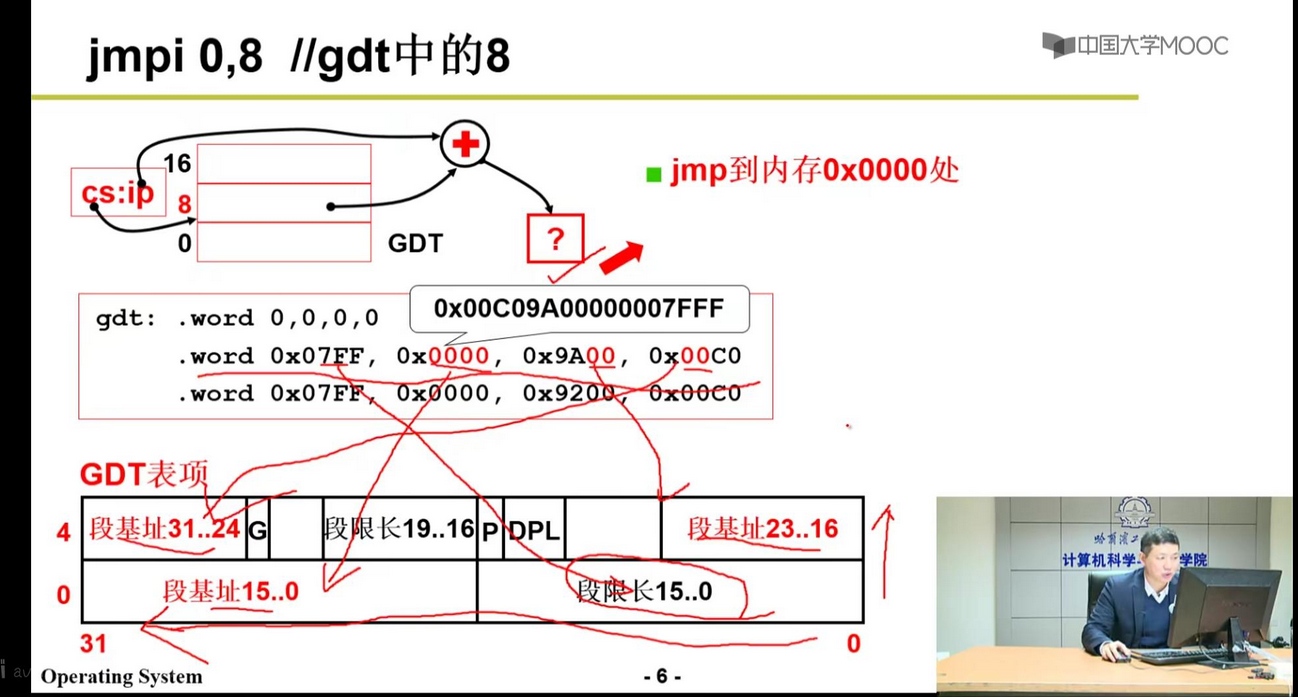 jmpi 0,8 //gdt中的8
中国大学MOOC
16
cs:ip
8
0
GDT
?
jmp到内存0x0000处
0x00C09A00000007FFF
gdt: .word 0,0,0,0
.word 0x07FF, 0x0000, 0x9A00, 0x00C0
.word 0x07FF, 0x0000, 0x9200, 0x00C0
GDT表项
4 段基址31..24 G 段限长19..16 P DPL 段基址23..16
0 段基址15..0 段限长15..0
31 0
计算机科学 学院
Operating System
- 6 -